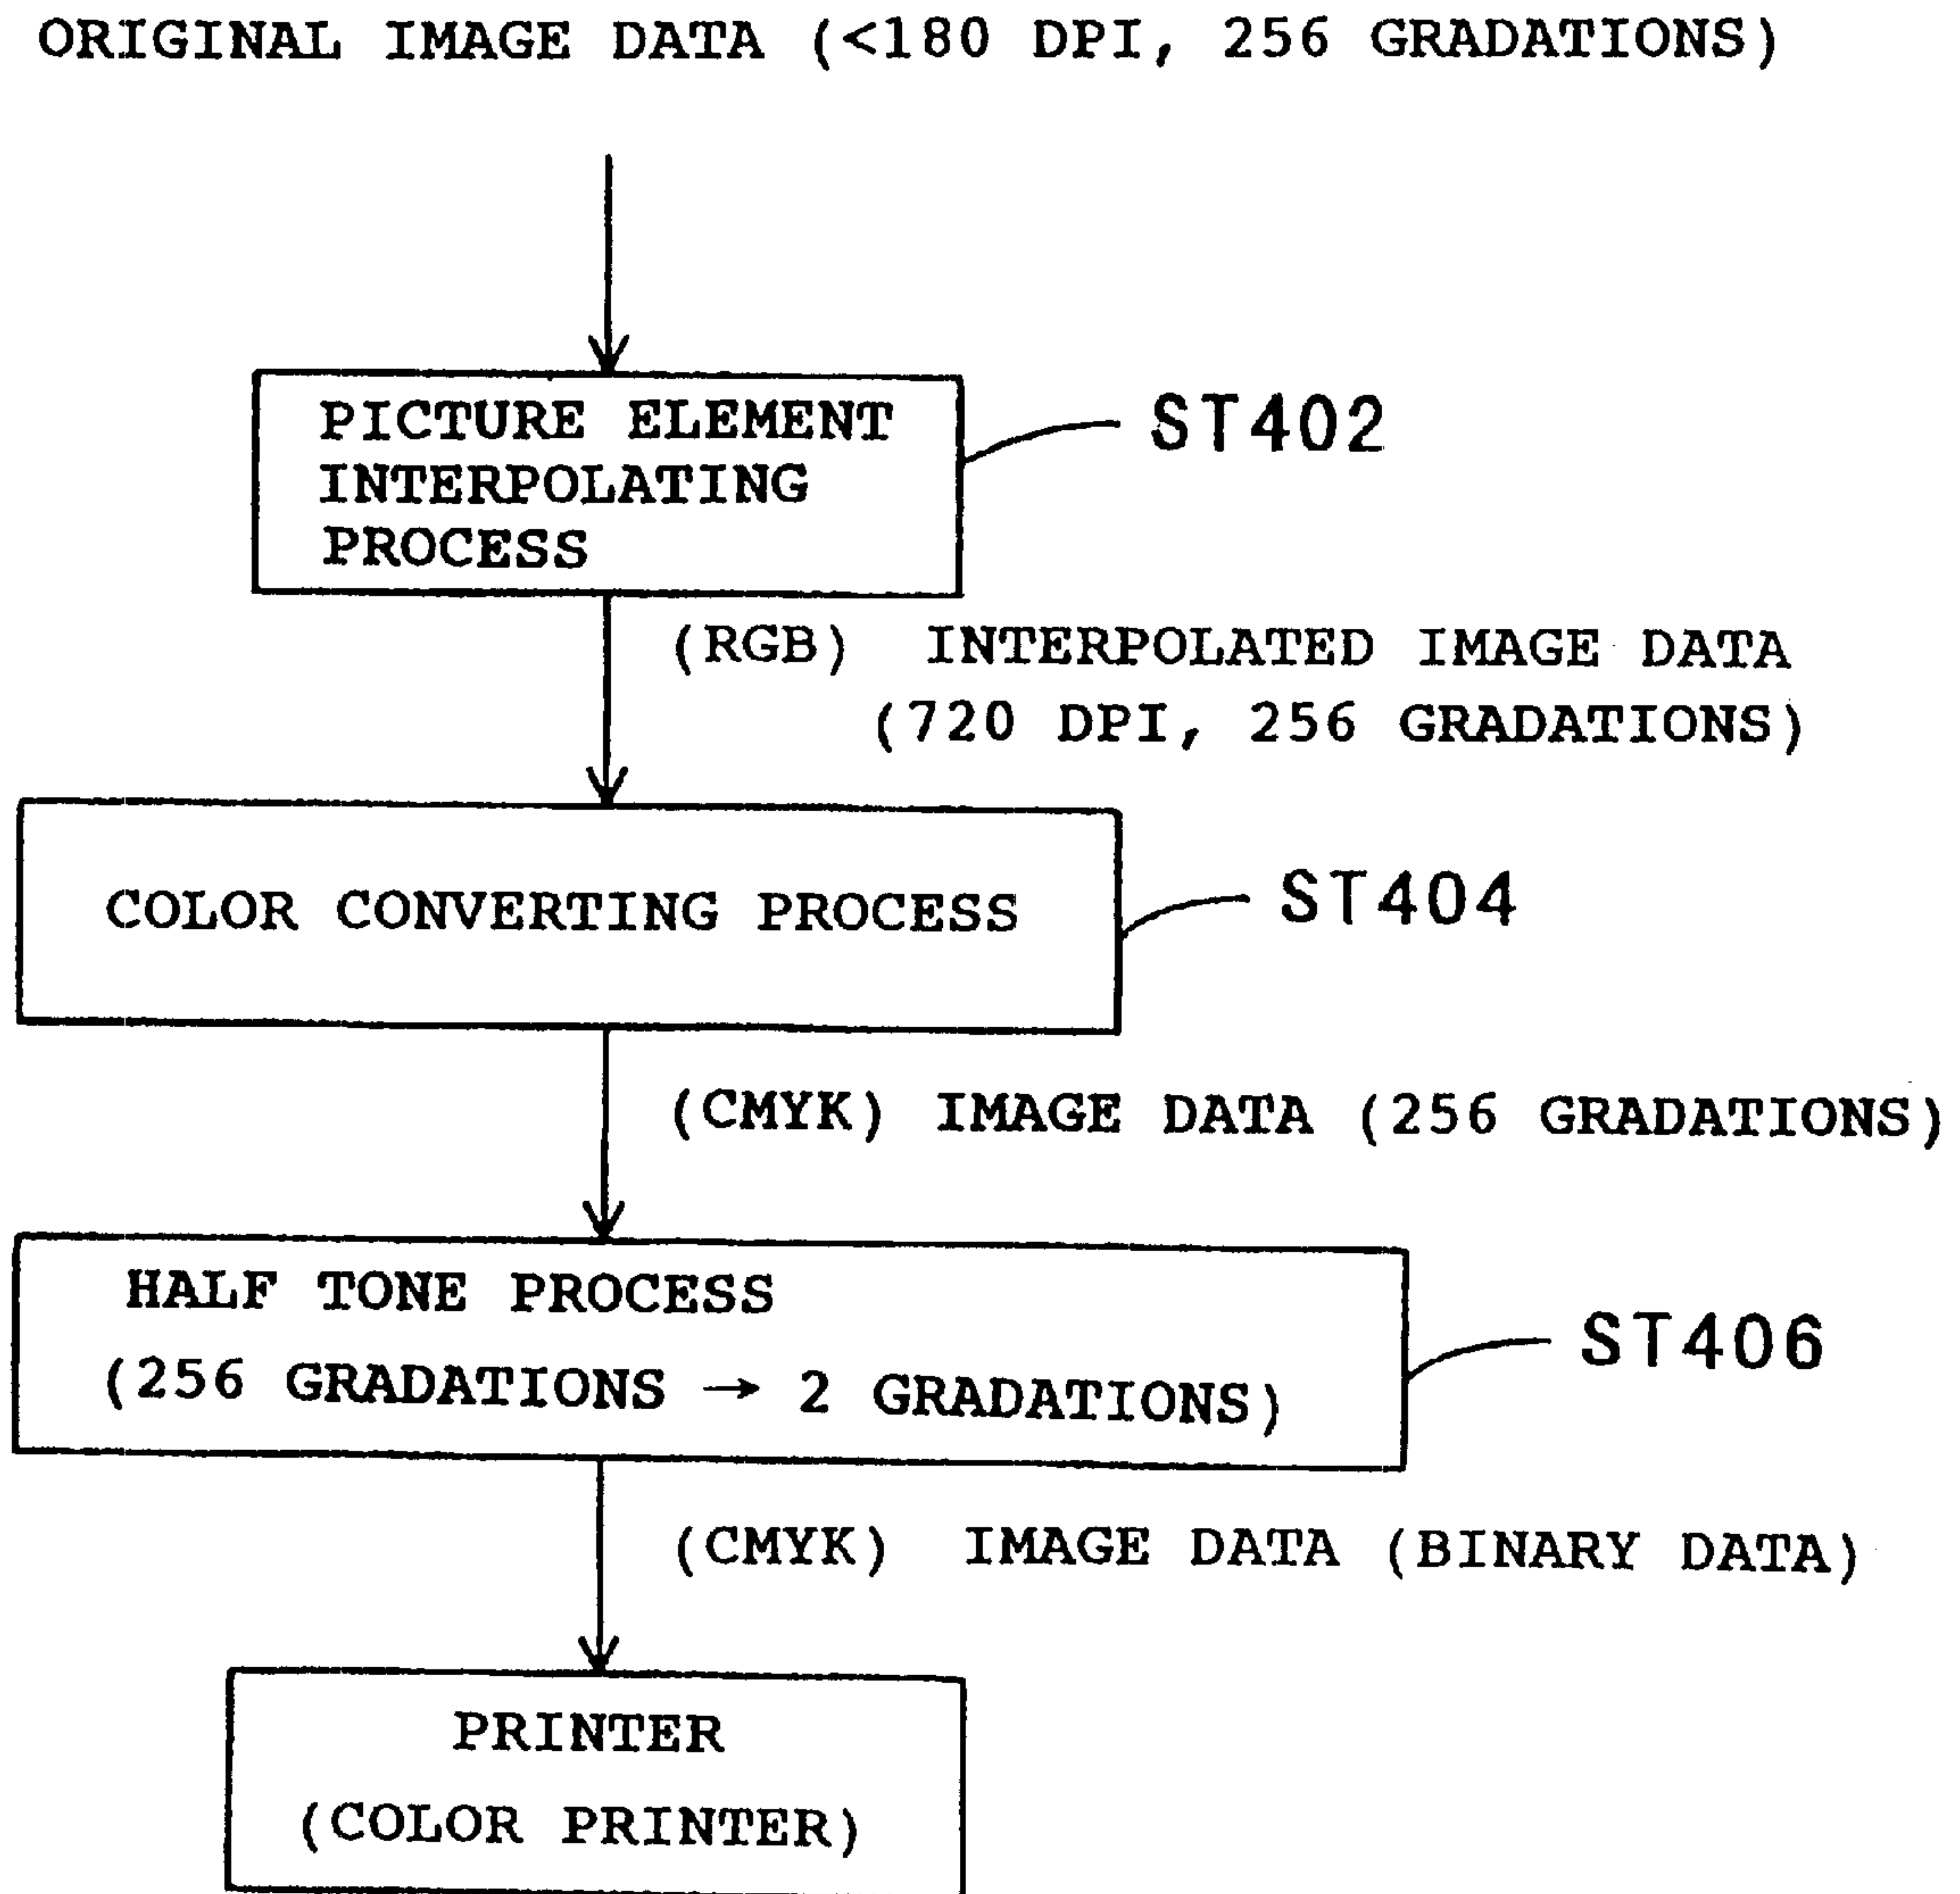 ORIGINAL IMAGE DATA (<180 DPI, 256 GRADATIONS)
PICTURE ELEMENT
INTERPOLATING
PROCESS
ST402
(RGB) INTERPOLATED IMAGE DATA
(720 DPI, 256 GRADATIONS)
COLOR CONVERTING PROCESS
ST404
(CMYK) IMAGE DATA (256 GRADATIONS)
HALF TONE PROCESS
(256 GRADATIONS → 2 GRADATIONS)
ST406
(CMYK) IMAGE DATA (BINARY DATA)
PRINTER
(COLOR PRINTER)